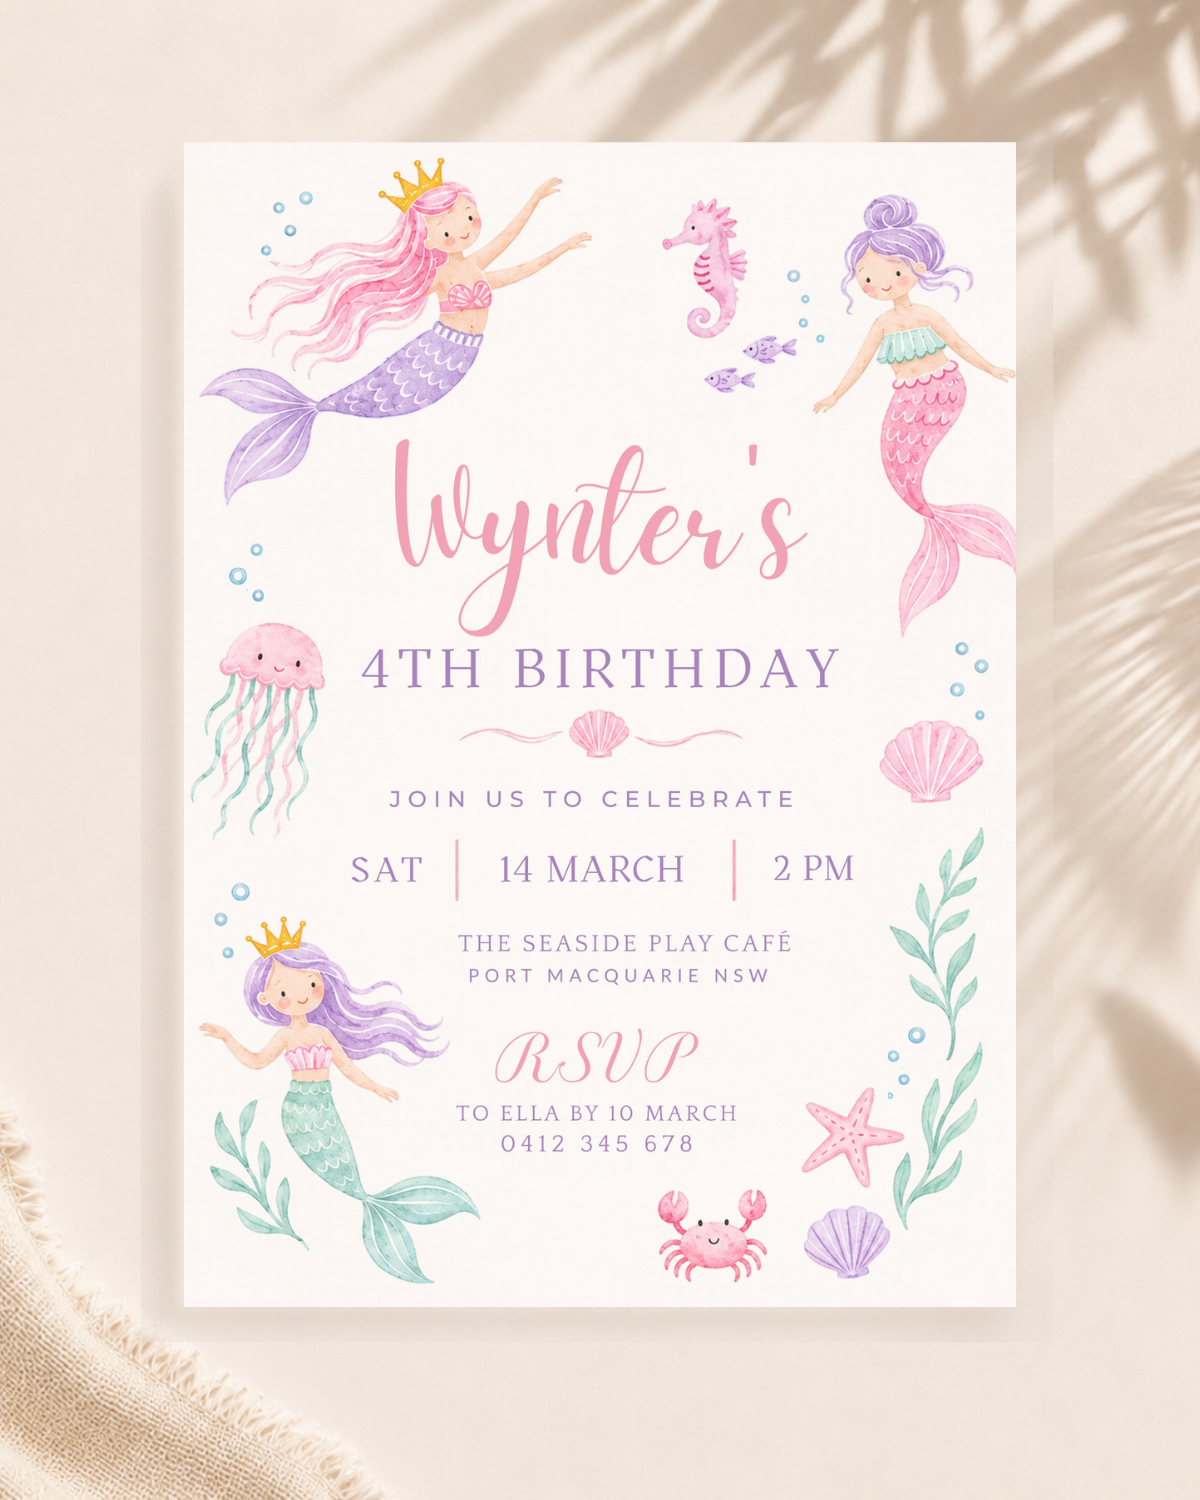 Wynter's
4TH BIRTHDAY
JOIN US TO CELEBRATE
SAT | 14 MARCH | 2 PM
THE SEASIDE PLAY CAFÉ
PORT MACQUARIE NSW
RSVP
TO ELLA BY 10 MARCH
0412 345 678